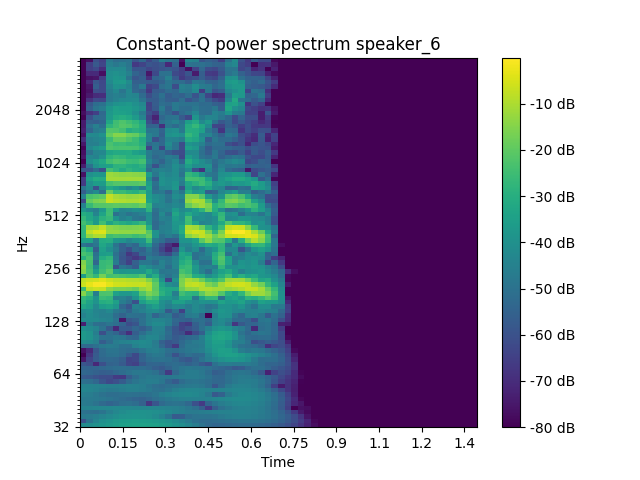 Constant-Q power spectrum speaker_6
Hz
2048
1024
512
256
128
64
32
0 0.15 0.3 0.45 0.6 0.75 0.9 1.1 1.2 1.4
Time
-10 dB
-20 dB
-30 dB
-40 dB
-50 dB
-60 dB
-70 dB
-80 dB